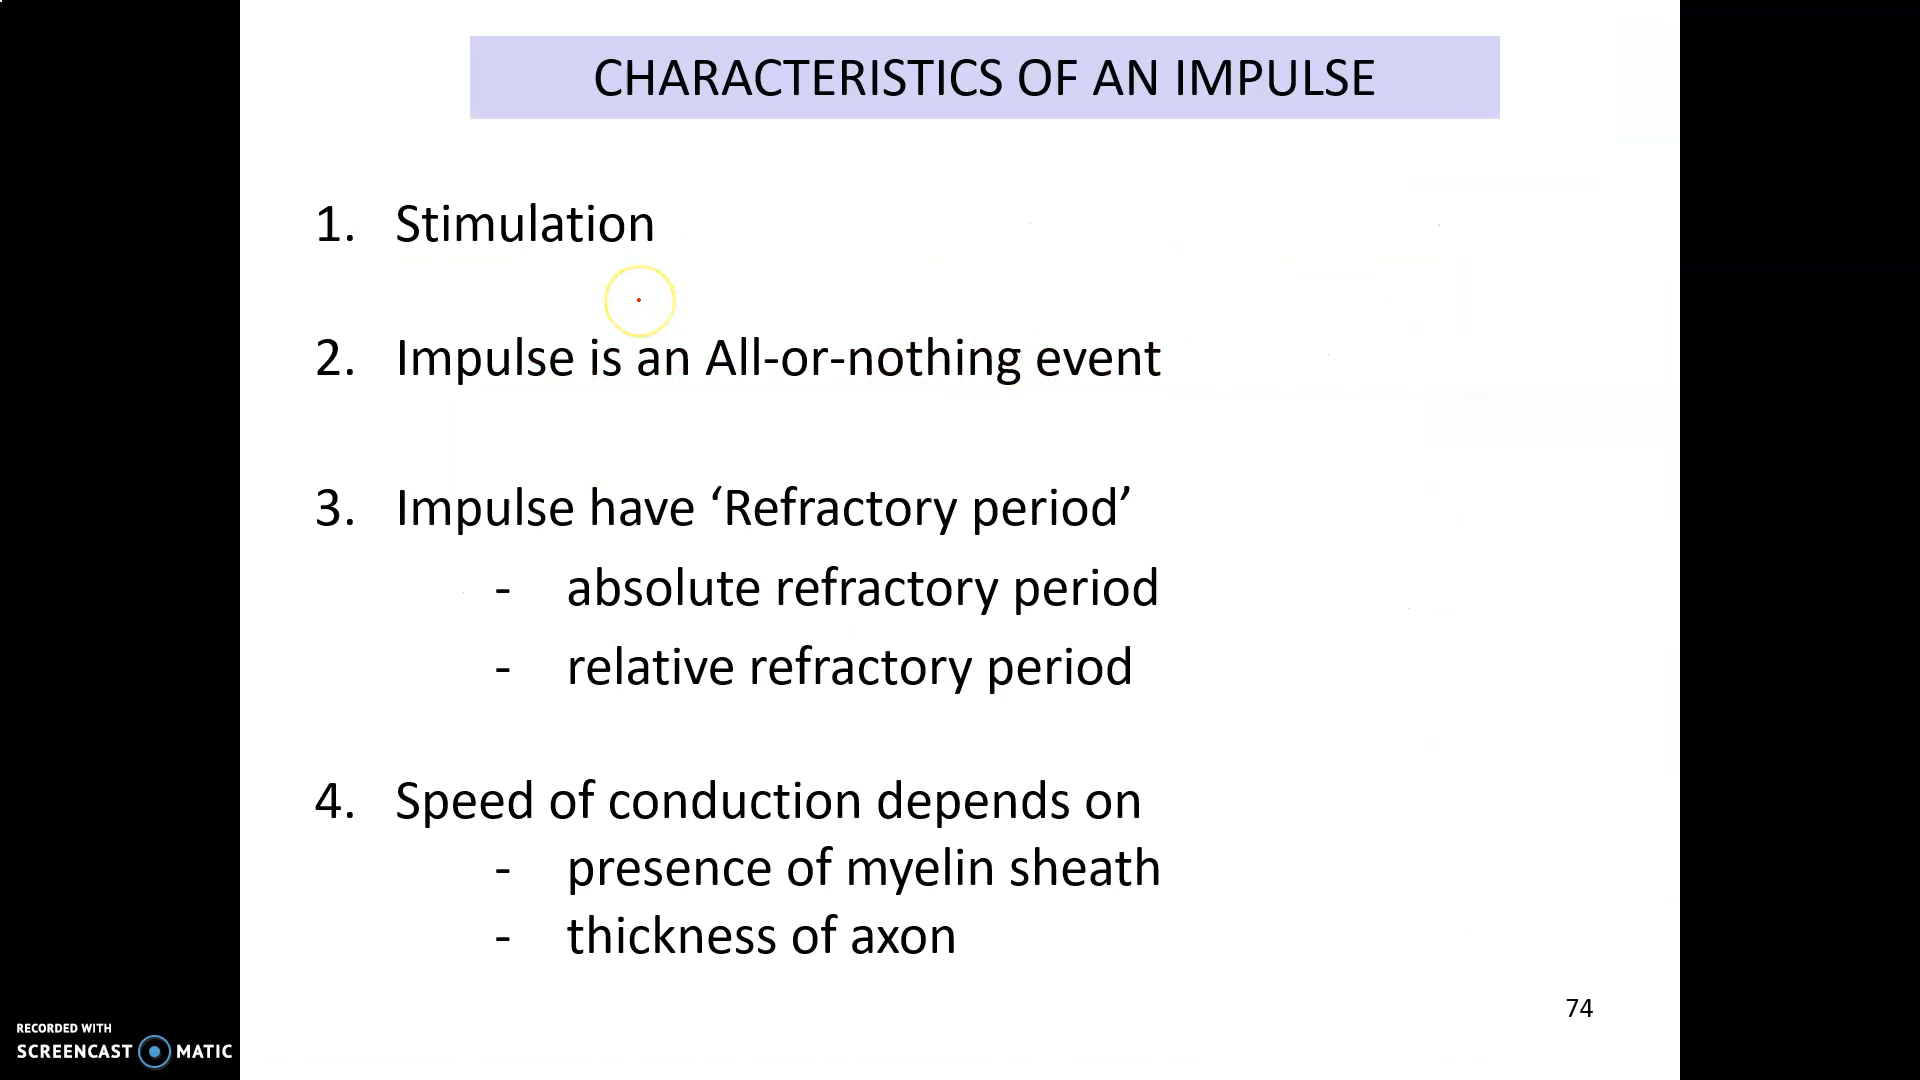 CHARACTERISTICS OF AN IMPULSE
1. Stimulation
2. Impulse is an All-or-nothing event
3. Impulse have ‘Refractory period’
- absolute refractory period
- relative refractory period
4. Speed of conduction depends on
- presence of myelin sheath
- thickness of axon
74
RECORDED WITH
SCREENCAST MATIC